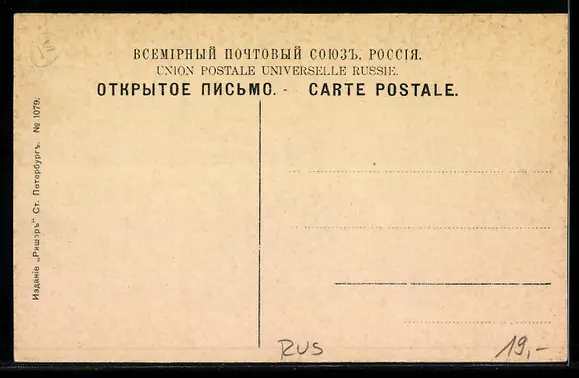 15
ВСЕМІРНЫЙ ПОЧТОВЫЙ СОЮЗЪ. РОССІЯ.
UNION POSTALE UNIVERSELLE RUSSIE.
ОТКРЫТОЕ ПИСЬМО. - CARTE POSTALE.
Изданіе „Ришаръ" Ст. Петербургъ. № 1079.
RUS
19,-